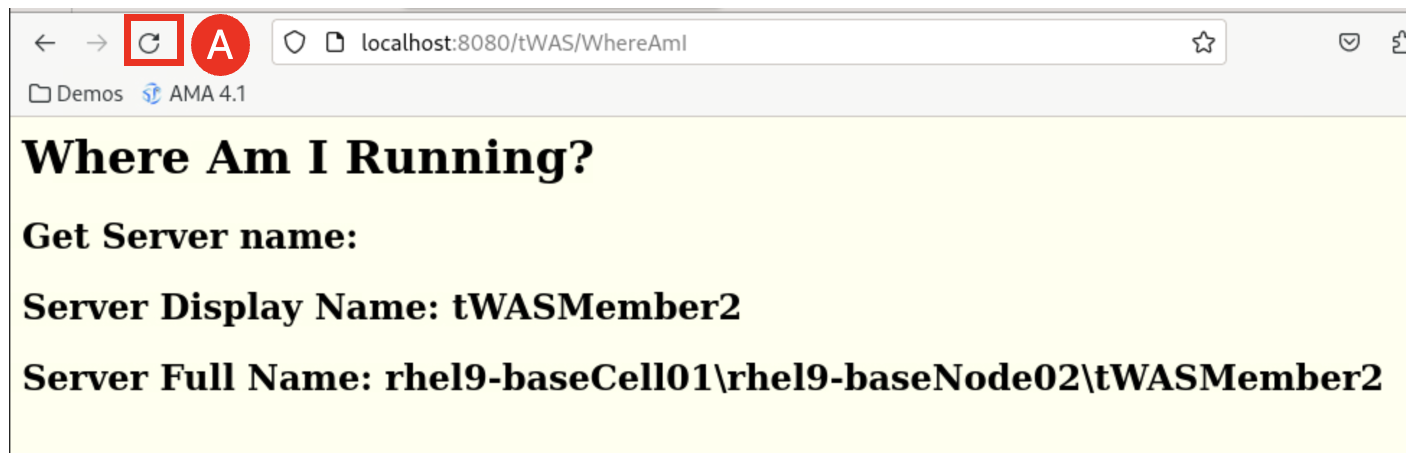 A
localhost:8080/tWAS/WhereAmI
Demos AMA 4.1
Where Am I Running?
Get Server name:
Server Display Name: tWASMember2
Server Full Name: rhel9-baseCell01\rhel9-baseNode02\tWASMember2